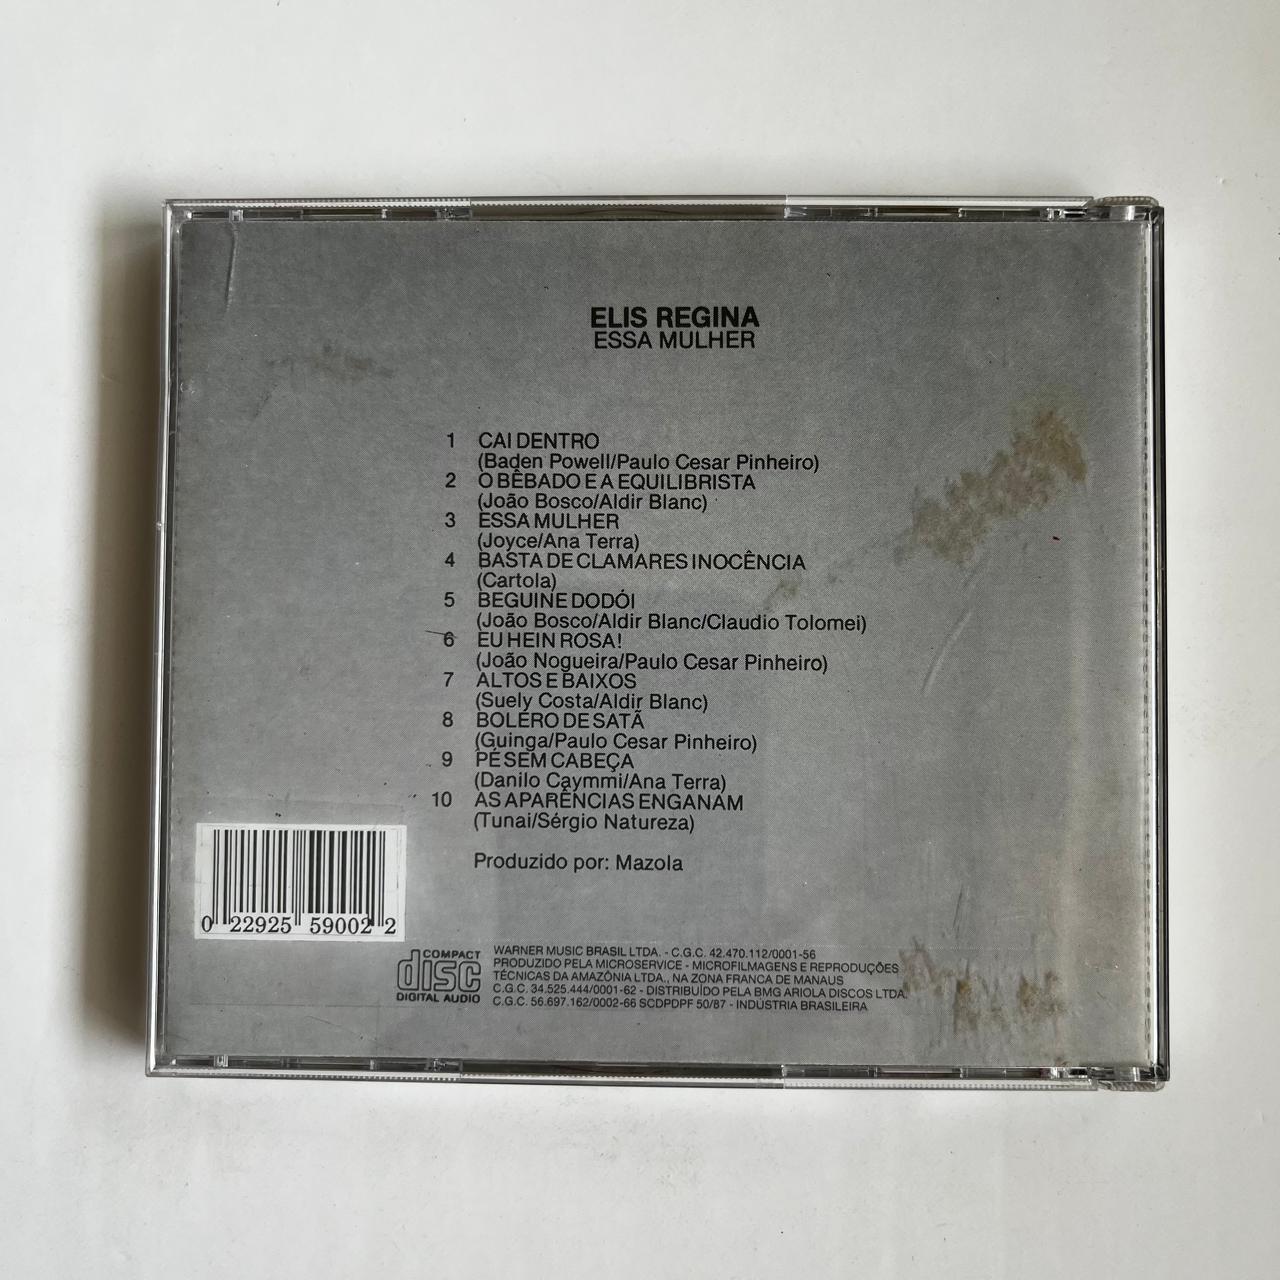 ELIS REGINA
ESSA MULHER
1 CAI DENTRO
(Baden Powell/Paulo Cesar Pinheiro)
2 O BÊBADO E A EQUILIBRISTA
(João Bosco/Aldir Blanc)
3 ESSA MULHER
(Joyce/Ana Terra)
4 BASTA DE CLAMARES INOCÊNCIA
(Cartola)
5 BEGUINE DODÓI
(João Bosco/Aldir Blanc/Claudio Tolomei)
6 EU HEIN ROSA!
(João Nogueira/Paulo Cesar Pinheiro)
7 ALTOS E BAIXOS
(Suely Costa/Aldir Blanc)
8 BOLERO DE SATÃ
(Guinga/Paulo Cesar Pinheiro)
9 PÉ SEM CABEÇA
(Danilo Caymmi/Ana Terra)
10 AS APARÊNCIAS ENGANAM
(Tunai/Sérgio Natureza)
Produzido por: Mazola
0 22925 59002 2
COMPACT
disc
DIGITAL AUDIO
WARNER MUSIC BRASIL LTDA. - C.G.C. 42.470.112/0001-56
PRODUZIDO PELA MICROSERVICE - MICROFILMAGENS E REPRODUÇÕES
TÉCNICAS DA AMAZÔNIA LTDA., NA ZONA FRANCA DE MANAUS
C.G.C. 34.525.444/0001-62 - DISTRIBUÍDO PELA BMG ARIOLA DISCOS LTDA.
C.G.C. 56.697.162/0002-66 SCDPDPF 50/87 - INDÚSTRIA BRASILEIRA